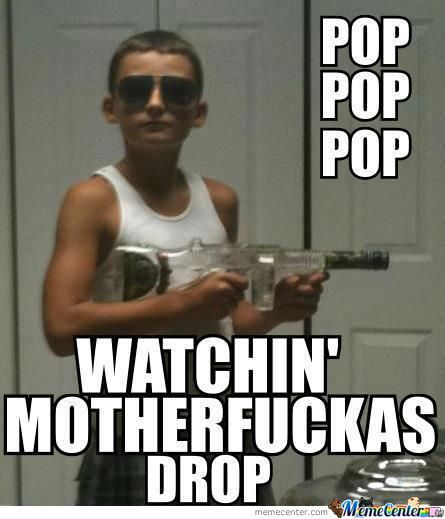 POP
POP
POP
WATCHIN'
MOTHERFUCKAS
DROP
memecenter.com MemeCenter